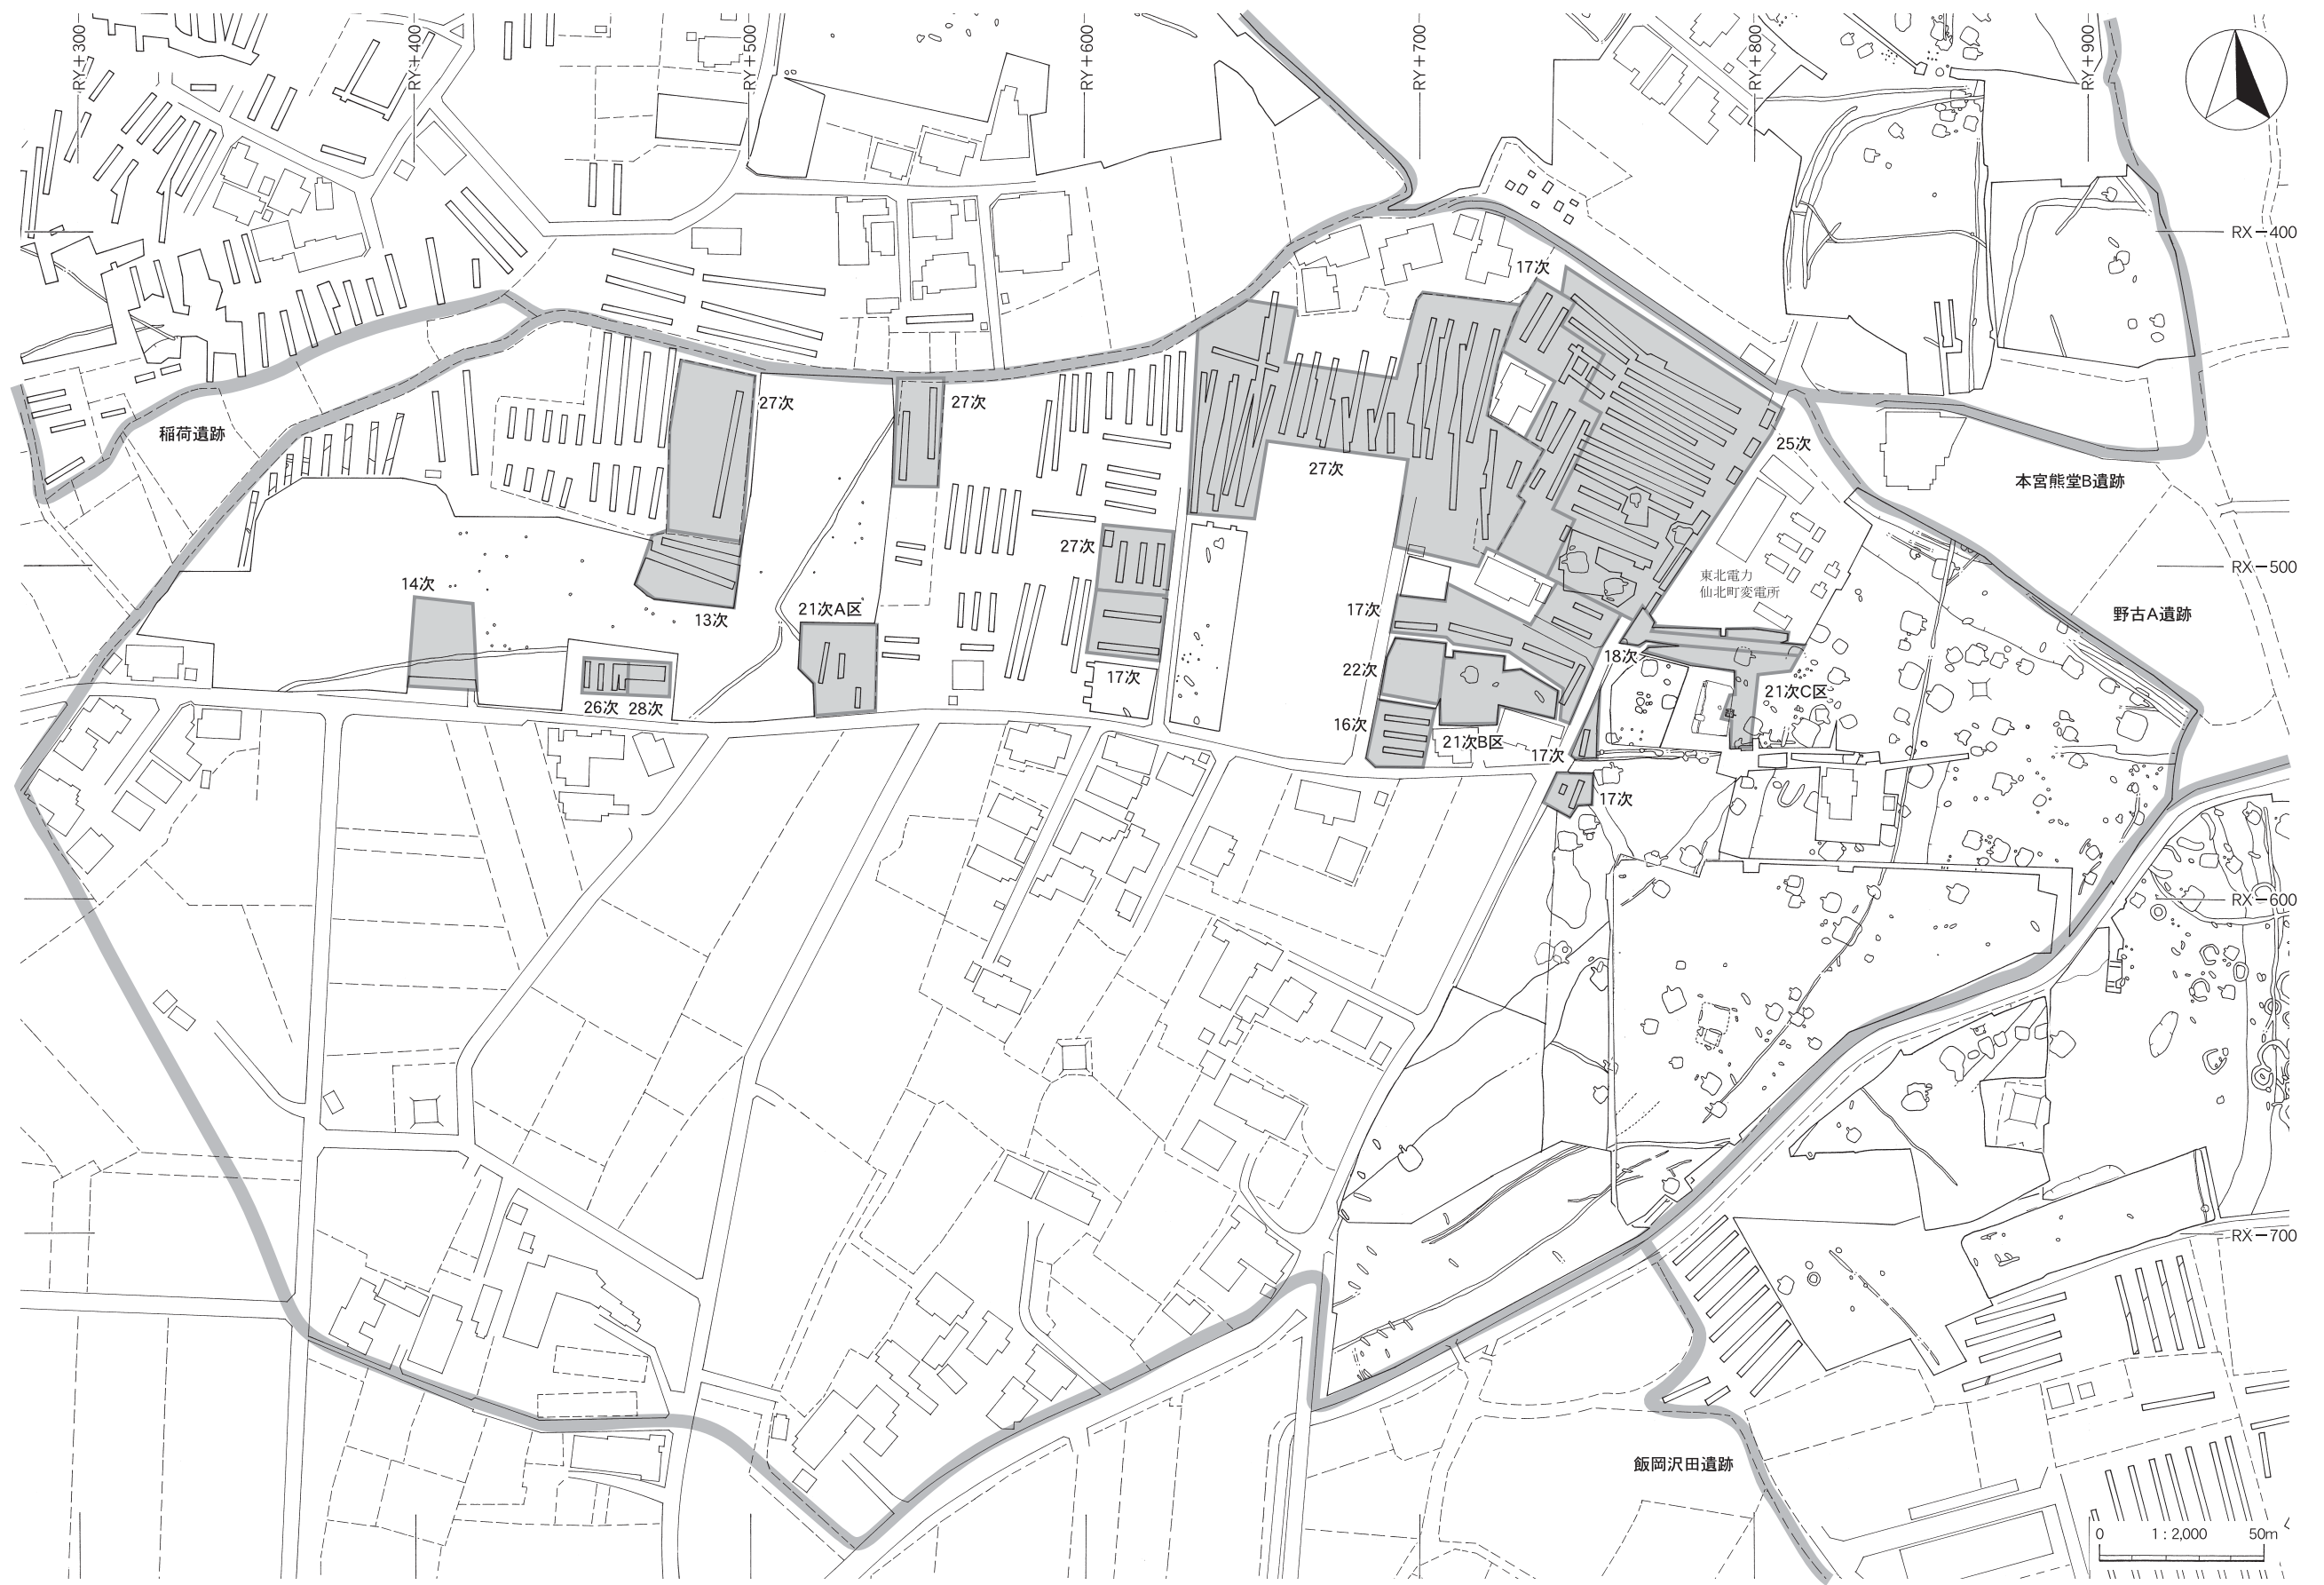 RY+300
RY+400
RY+500
RY+600
RY+700
RY+800
RY+900
RX-400
17次
27次
27次
稲荷遺跡
25次
27次
本宮熊堂B遺跡
27次
RX-500
東北電力
仙北町変電所
14次
21次A区
13次
17次
野古A遺跡
18次
22次
17次
21次C区
26次
28次
16次
21次B区
17次
17次
RX-600
RX-700
飯岡沢田遺跡
0 1:2,000 50m